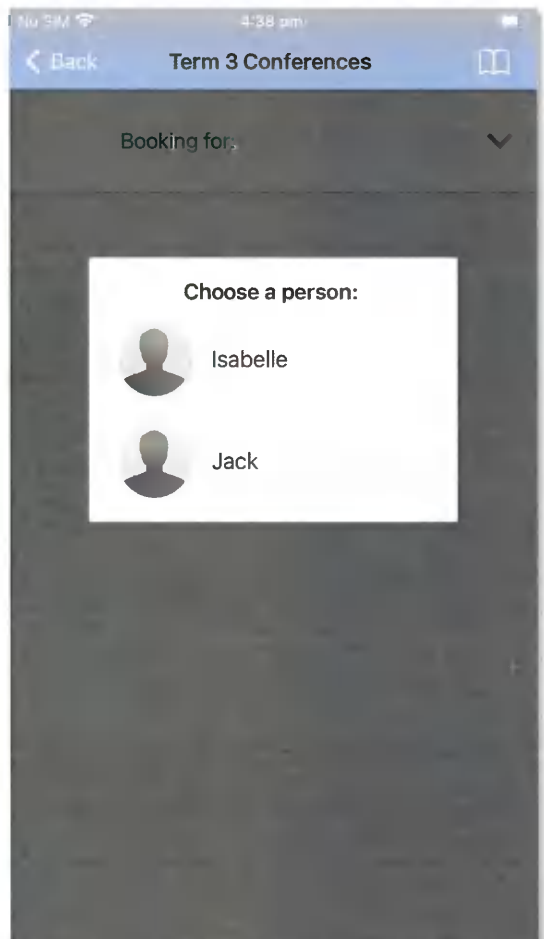 No SIM 4:38 pm
Back Term 3 Conferences
Booking for:
Choose a person:
Isabelle
Jack